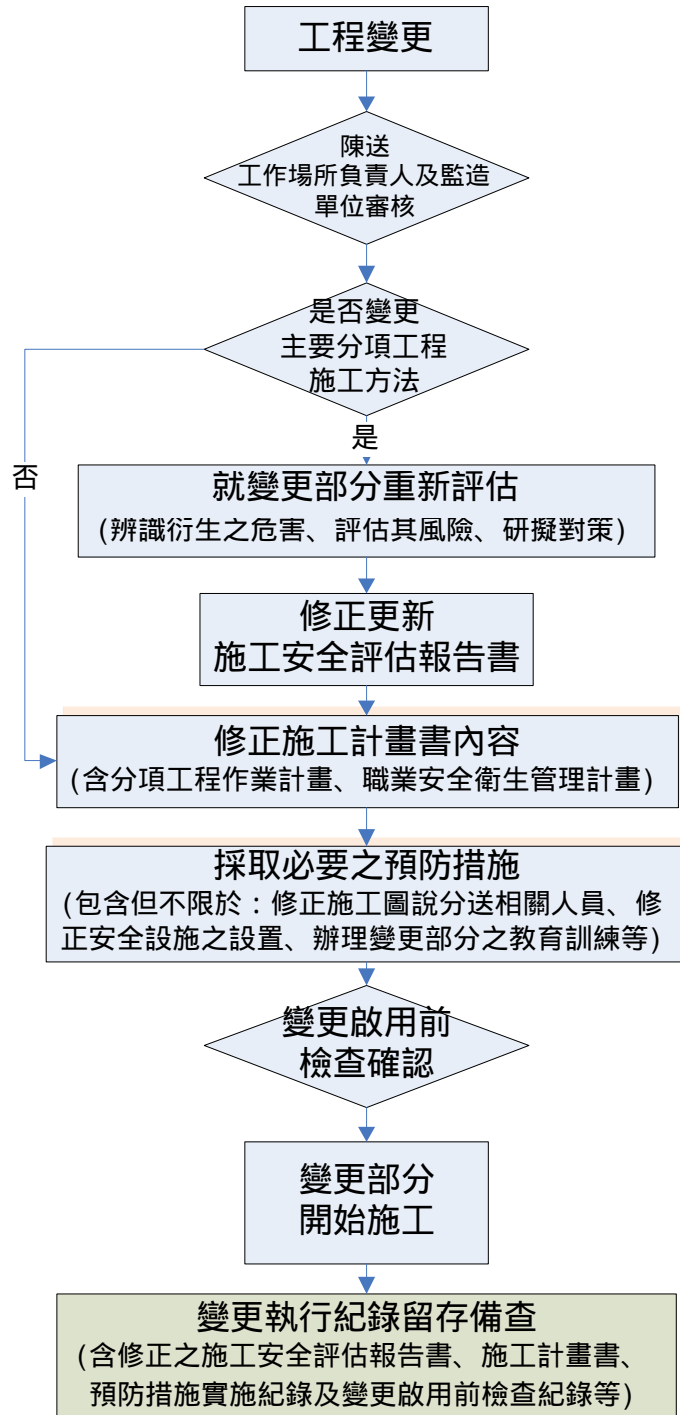 工程變更
陳送
工作場所負責人及監造
單位審核
是否變更
主要分項工程
施工方法
是
否
就變更部分重新評估
(辨識衍生之危害、評估其風險、研擬對策)
修正更新
施工安全評估報告書
修正施工計畫書內容
(含分項工程作業計畫、職業安全衛生管理計畫)
採取必要之預防措施
(包含但不限於：修正施工圖說分送相關人員、修
正安全設施之設置、辦理變更部分之教育訓練等)
變更啟用前
檢查確認
變更部分
開始施工
變更執行紀錄留存備查
(含修正之施工安全評估報告書、施工計畫書、
預防措施實施紀錄及變更啟用前檢查紀錄等)